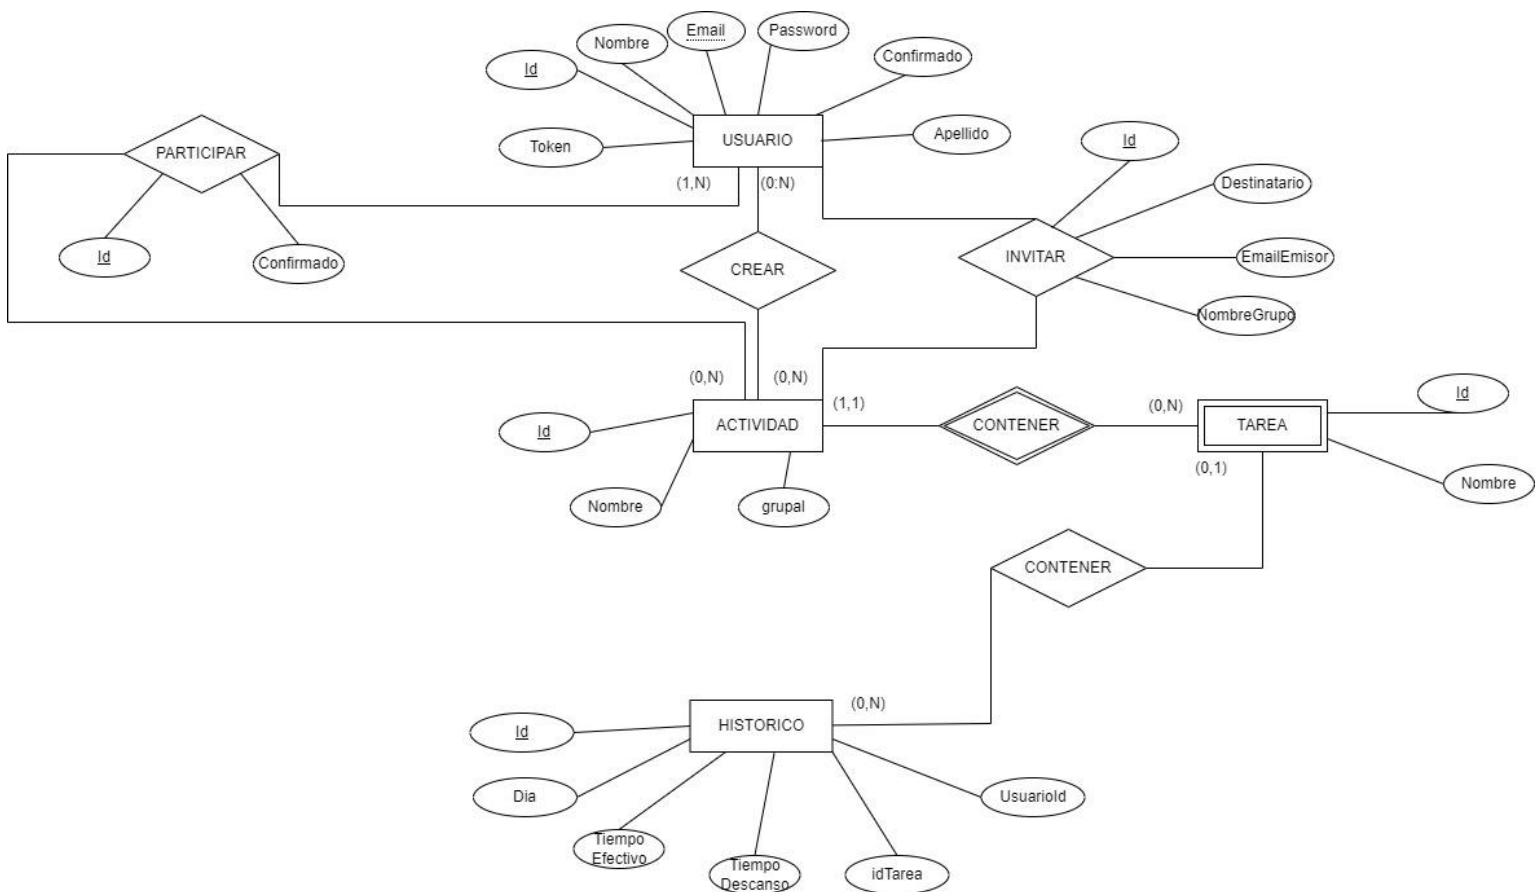 Email
Password
Nombre
Confirmado
Id
Apellido
USUARIO
Token
Id
PARTICIPAR
(1,N)
(0:N)
Destinatario
Id
Confirmado
CREAR
INVITAR
EmailEmisor
NombreGrupo
(0,N)
(0,N)
(1,1)
(0,N)
Id
Id
ACTIVIDAD
CONTENER
TAREA
(0,1)
Nombre
grupal
Nombre
CONTENER
(0,N)
Id
HISTORICO
Dia
UsuarioId
Tiempo
Efectivo
Tiempo
Descanso
idTarea